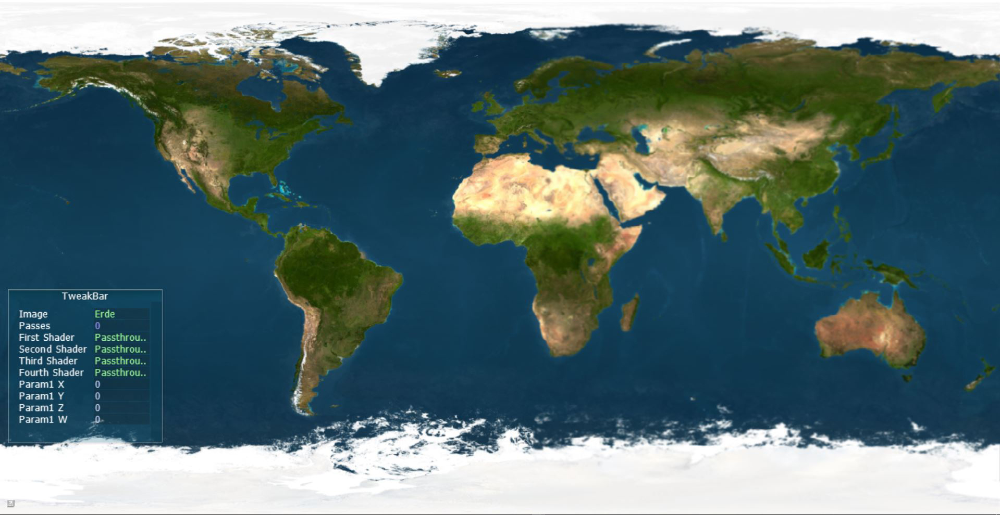 TweakBar
Image Erde
Passes 0
First Shader Passthrou..
Second Shader Passthrou..
Third Shader Passthrou..
Fourth Shader Passthrou..
Param1 X 0
Param1 Y 0
Param1 Z 0
Param1 W 0
?